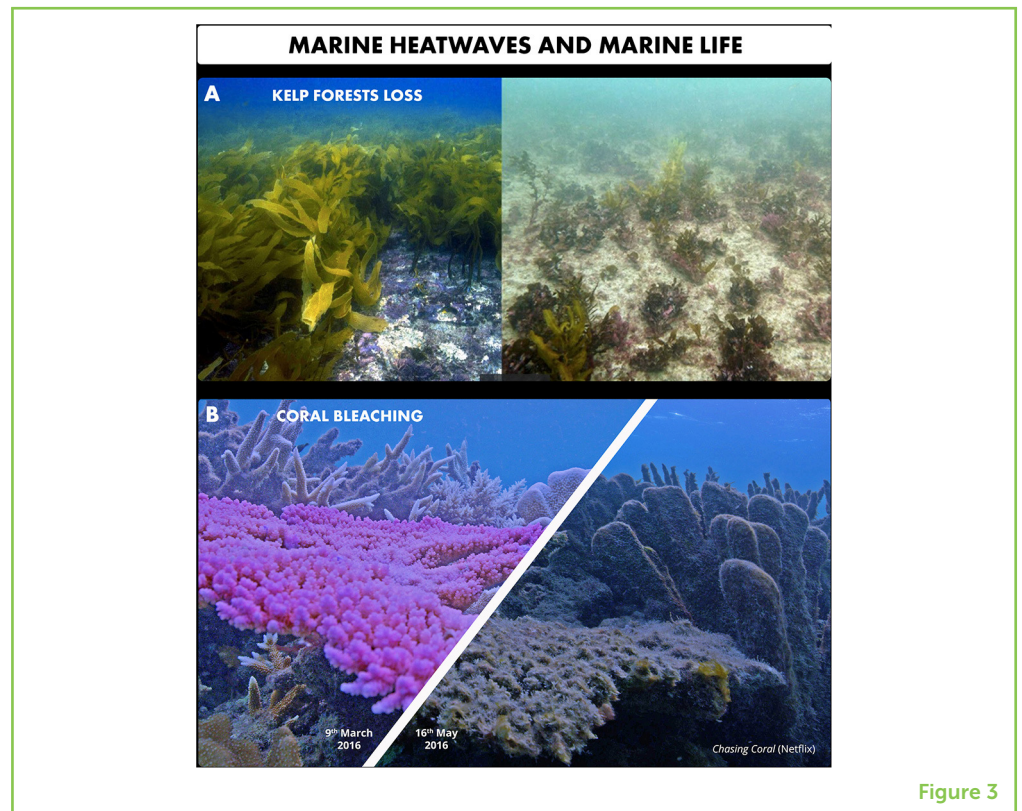 MARINE HEATWAVES AND MARINE LIFE
A KELP FORESTS LOSS
B CORAL BLEACHING
9th March
2016
16th May
2016
Chasing Coral (Netflix)
Figure 3